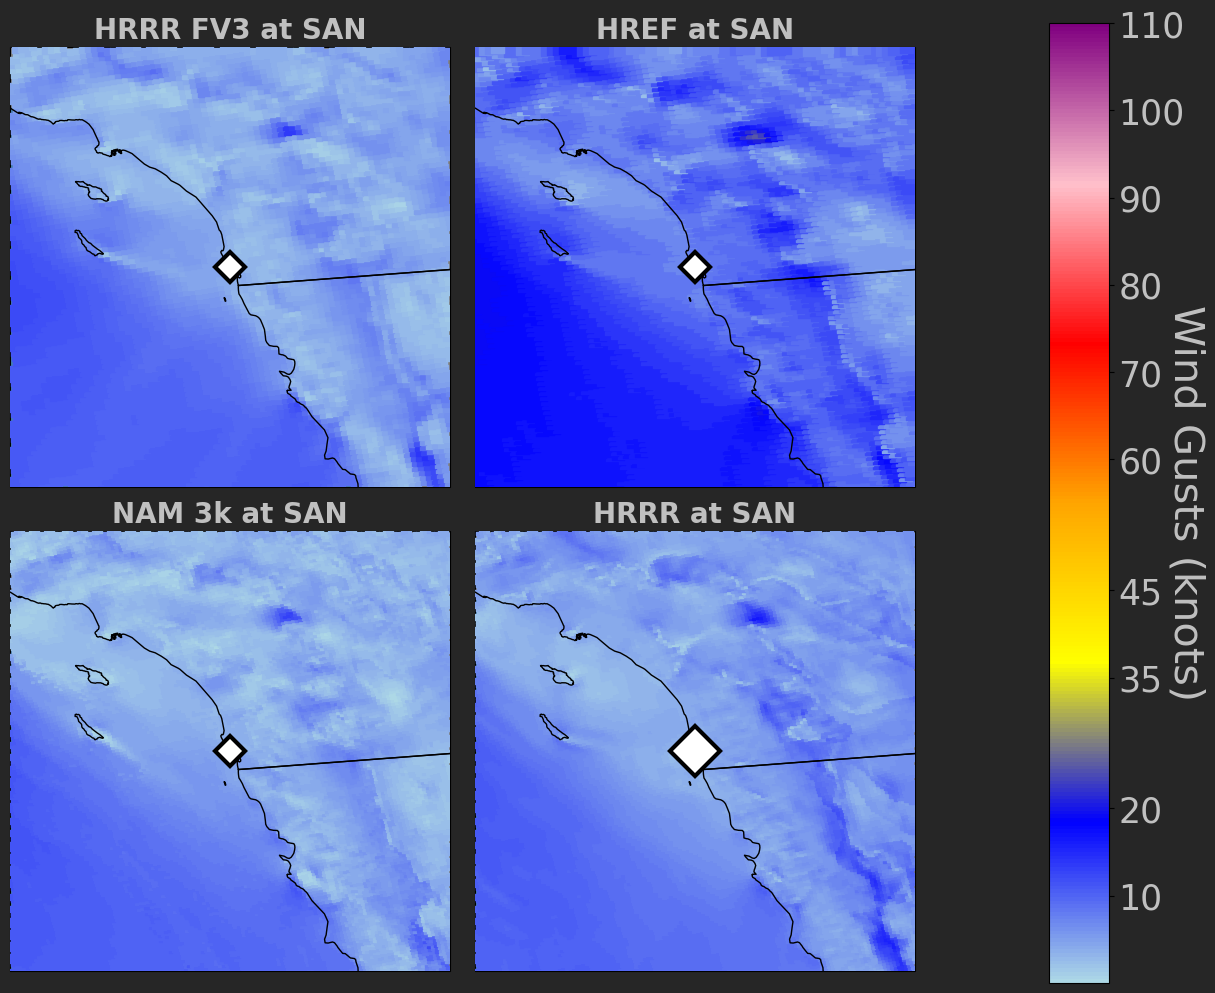 HRRR FV3 at SAN
HREF at SAN
NAM 3k at SAN
HRRR at SAN
110
100
90
80
70
60
45
35
20
10
Wind Gusts (knots)